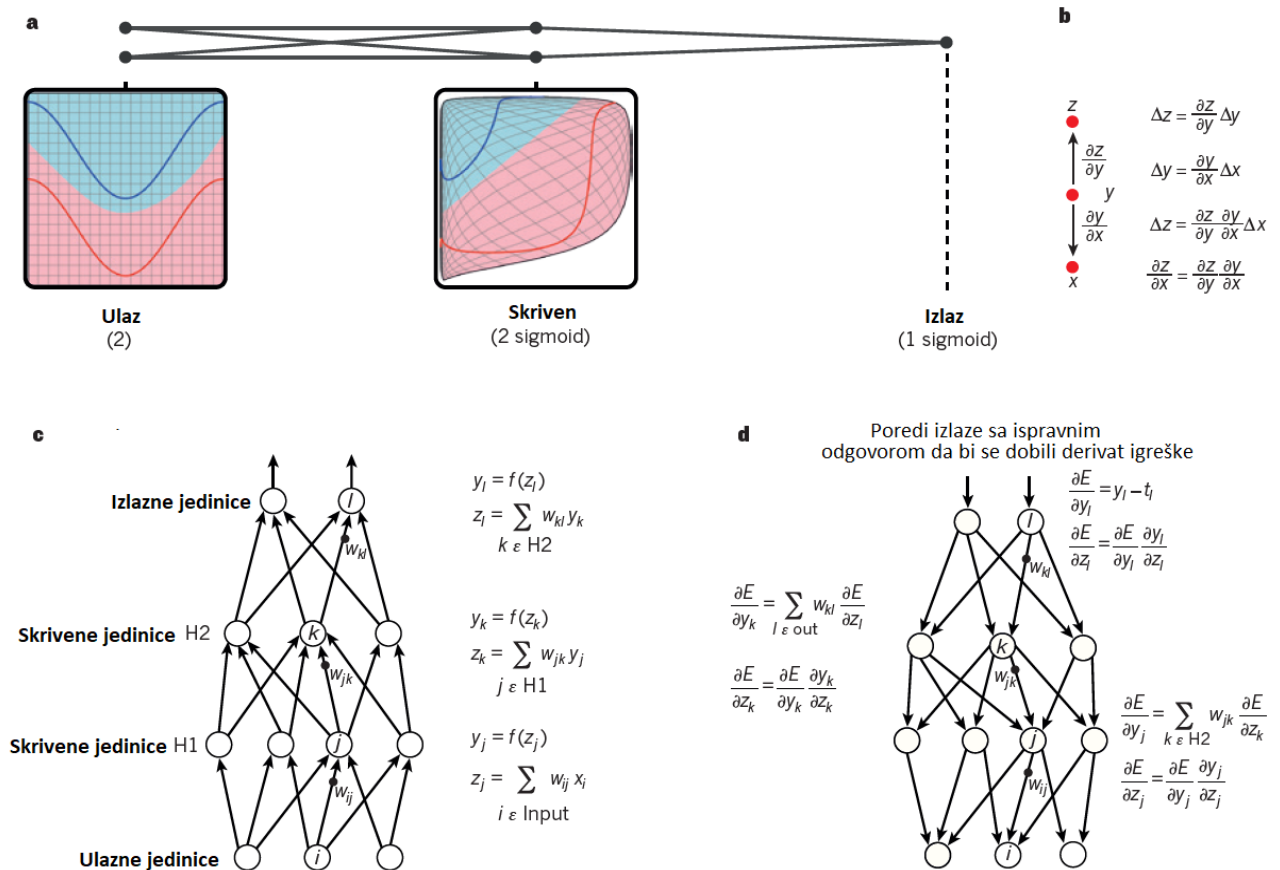 a
Ulaz
(2)
Skriven
(2 sigmoid)
Izlaz
(1 sigmoid)
b
z
∂z/∂y
y
∂y/∂x
x
Δz = ∂z/∂y Δy
Δy = ∂y/∂x Δx
Δz = ∂z/∂y ∂y/∂x Δx
∂z/∂x = ∂z/∂y ∂y/∂x
c
Izlazne jedinice
l
w_kl
Skrivene jedinice H2
k
w_jk
Skrivene jedinice H1
j
w_ij
Ulazne jedinice
i
y_l = f(z_l)
z_l = ∑ w_kl y_k
k ε H2
y_k = f(z_k)
z_k = ∑ w_jk y_j
j ε H1
y_j = f(z_j)
z_j = ∑ w_ij x_i
i ε Input
d
Poredi izlaze sa ispravnim
odgovorom da bi se dobili derivat igreške
∂E/∂y_l = y_l – t_l
∂E/∂z_l = ∂E/∂y_l ∂y_l/∂z_l
l
w_kl
∂E/∂y_k = ∑ w_kl ∂E/∂z_l
l ε out
∂E/∂z_k = ∂E/∂y_k ∂y_k/∂z_k
k
w_jk
∂E/∂y_j = ∑ w_jk ∂E/∂z_k
k ε H2
∂E/∂z_j = ∂E/∂y_j ∂y_j/∂z_j
j
w_ij
i